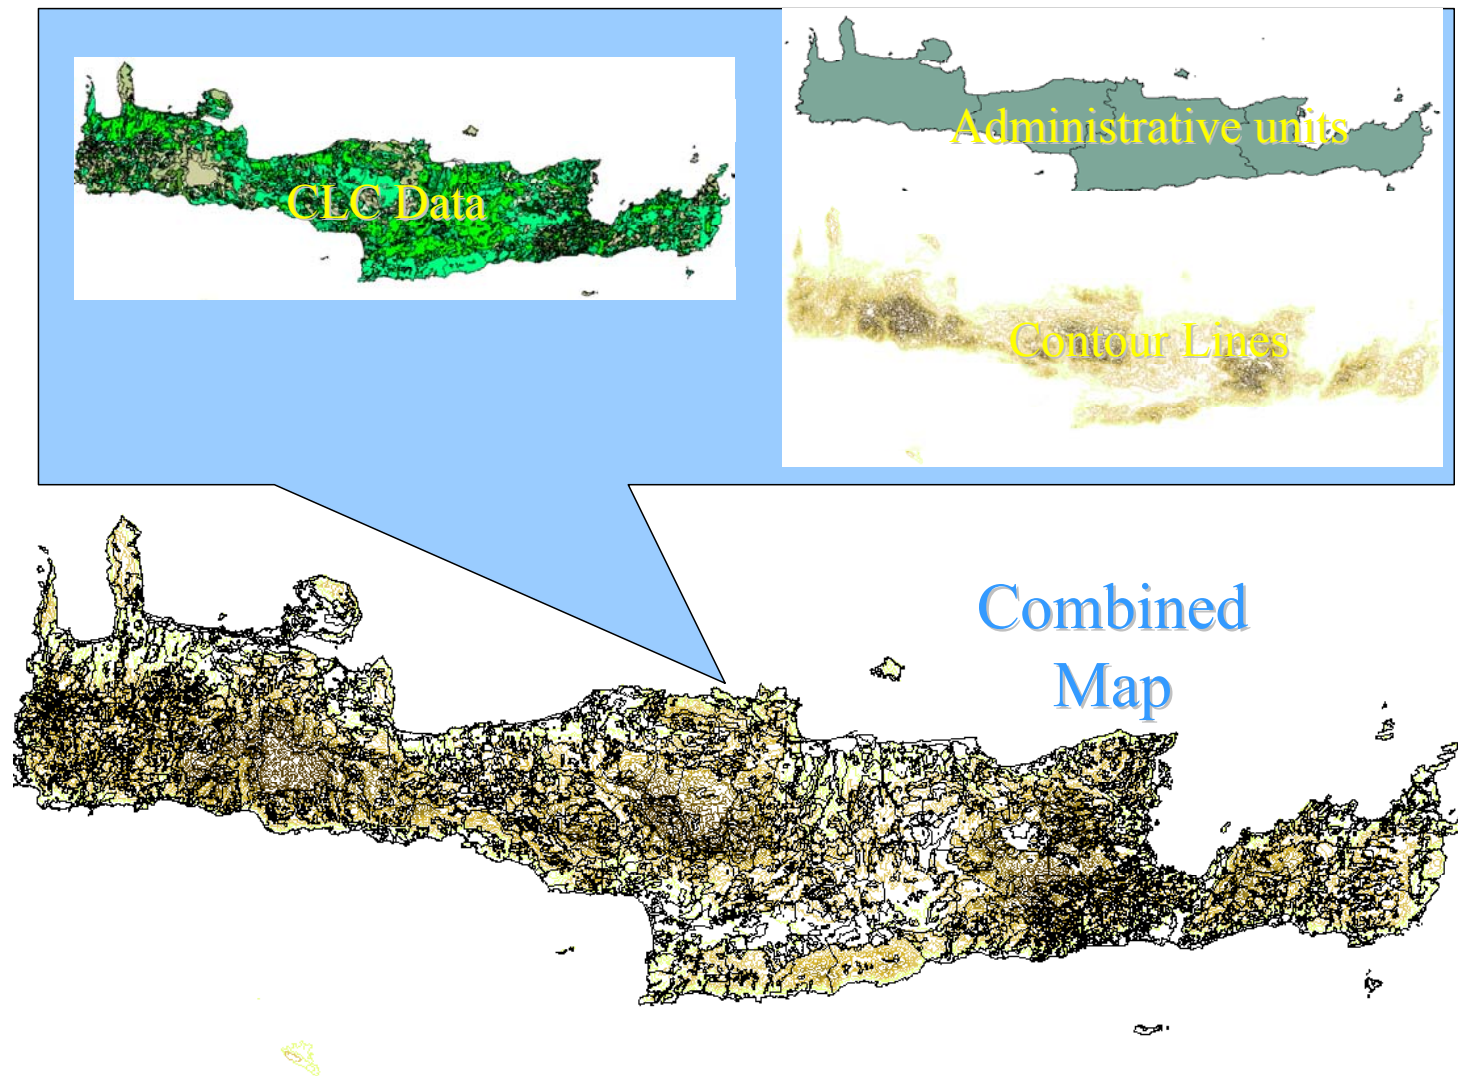 CLC Data
Administrative units
Contour Lines
Combined
Map